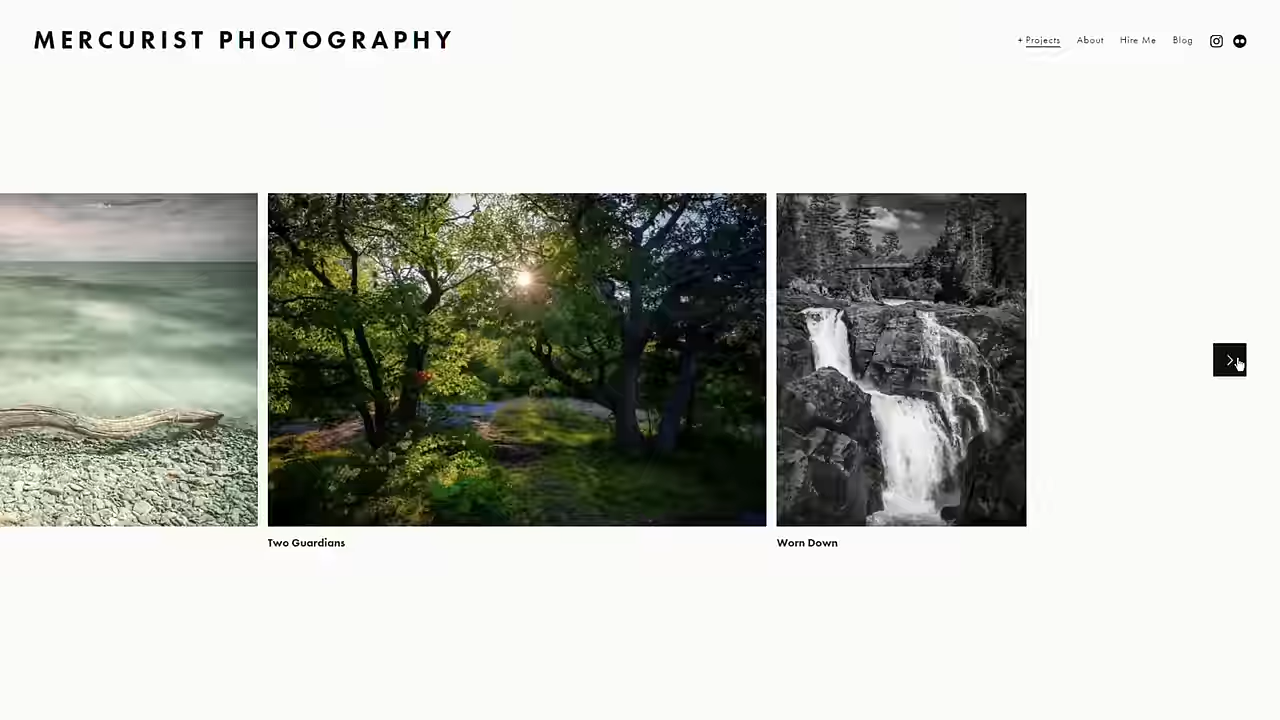 MERCURIST PHOTOGRAPHY
+ Projects
About
Hire Me
Blog
Two Guardians
Worn Down